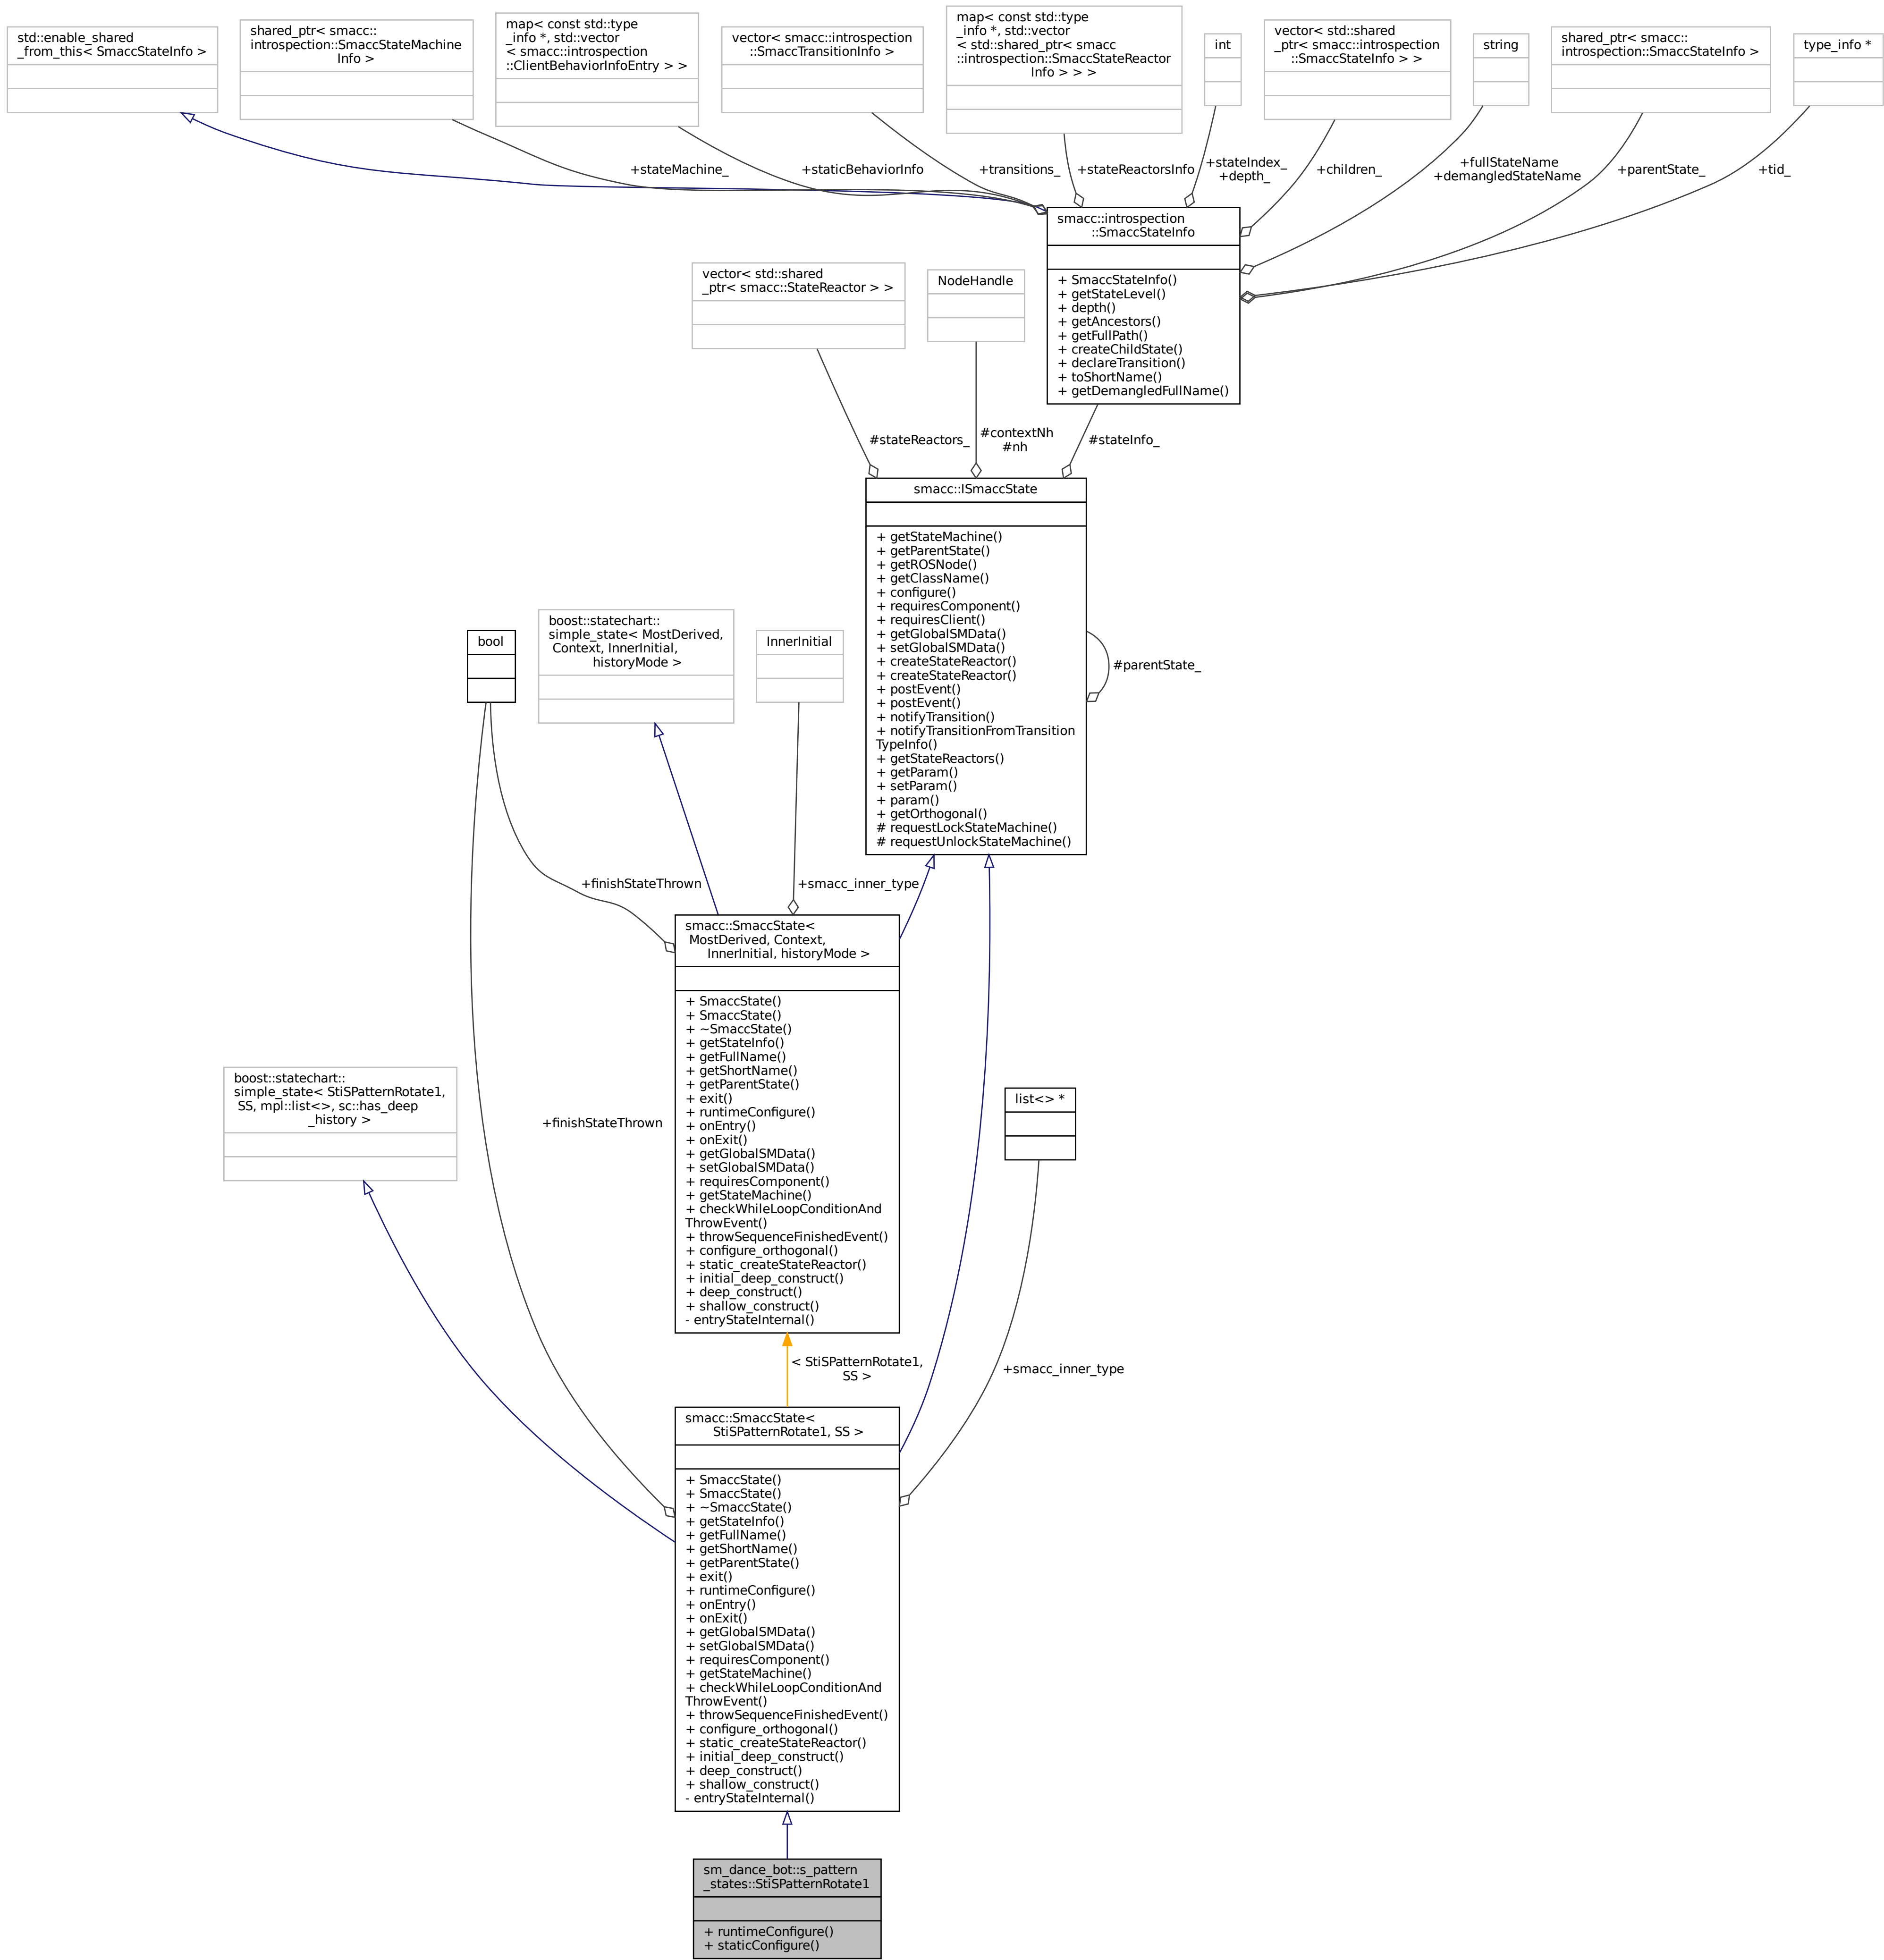 std::enable_shared
_from_this< SmaccStateInfo >
shared_ptr< smacc::
introspection::SmaccStateMachine
Info >
map< const std::type
_info *, std::vector
< smacc::introspection
::ClientBehaviorInfoEntry > >
vector< smacc::introspection
::SmaccTransitionInfo >
map< const std::type
_info *, std::vector
< std::shared_ptr< smacc
::introspection::SmaccStateReactor
Info > > >
int
vector< std::shared
_ptr< smacc::introspection
::SmaccStateInfo > >
string
shared_ptr< smacc::
introspection::SmaccStateInfo >
type_info *
+stateMachine_
+staticBehaviorInfo
+transitions_
+stateReactorsInfo
+stateIndex_
+depth_
+children_
+fullStateName
+demangledStateName
+parentState_
+tid_
smacc::introspection
::SmaccStateInfo
+ SmaccStateInfo()
+ getStateLevel()
+ depth()
+ getAncestors()
+ getFullPath()
+ createChildState()
+ declareTransition()
+ toShortName()
+ getDemangledFullName()
vector< std::shared
_ptr< smacc::StateReactor > >
NodeHandle
#stateReactors_
#contextNh
#nh
#stateInfo_
smacc::ISmaccState
+ getStateMachine()
+ getParentState()
+ getROSNode()
+ getClassName()
+ configure()
+ requiresComponent()
+ requiresClient()
+ getGlobalSMData()
+ setGlobalSMData()
+ createStateReactor()
+ createStateReactor()
+ postEvent()
+ postEvent()
+ notifyTransition()
+ notifyTransitionFromTransition
TypeInfo()
+ getStateReactors()
+ getParam()
+ setParam()
+ param()
+ getOrthogonal()
# requestLockStateMachine()
# requestUnlockStateMachine()
#parentState_
bool
boost::statechart::
simple_state< MostDerived,
Context, InnerInitial,
historyMode >
InnerInitial
+finishStateThrown
+smacc_inner_type
smacc::SmaccState<
MostDerived, Context,
InnerInitial, historyMode >
+ SmaccState()
+ SmaccState()
+ ~SmaccState()
+ getStateInfo()
+ getFullName()
+ getShortName()
+ getParentState()
+ exit()
+ runtimeConfigure()
+ onEntry()
+ onExit()
+ getGlobalSMData()
+ setGlobalSMData()
+ requiresComponent()
+ getStateMachine()
+ checkWhileLoopConditionAnd
ThrowEvent()
+ throwSequenceFinishedEvent()
+ configure_orthogonal()
+ static_createStateReactor()
+ initial_deep_construct()
+ deep_construct()
+ shallow_construct()
- entryStateInternal()
boost::statechart::
simple_state< StiSPatternRotate1,
SS, mpl::list<>, sc::has_deep
_history >
+finishStateThrown
list<> *
< StiSPatternRotate1,
SS >
+smacc_inner_type
smacc::SmaccState<
StiSPatternRotate1, SS >
+ SmaccState()
+ SmaccState()
+ ~SmaccState()
+ getStateInfo()
+ getFullName()
+ getShortName()
+ getParentState()
+ exit()
+ runtimeConfigure()
+ onEntry()
+ onExit()
+ getGlobalSMData()
+ setGlobalSMData()
+ requiresComponent()
+ getStateMachine()
+ checkWhileLoopConditionAnd
ThrowEvent()
+ throwSequenceFinishedEvent()
+ configure_orthogonal()
+ static_createStateReactor()
+ initial_deep_construct()
+ deep_construct()
+ shallow_construct()
- entryStateInternal()
sm_dance_bot::s_pattern
_states::StiSPatternRotate1
+ runtimeConfigure()
+ staticConfigure()